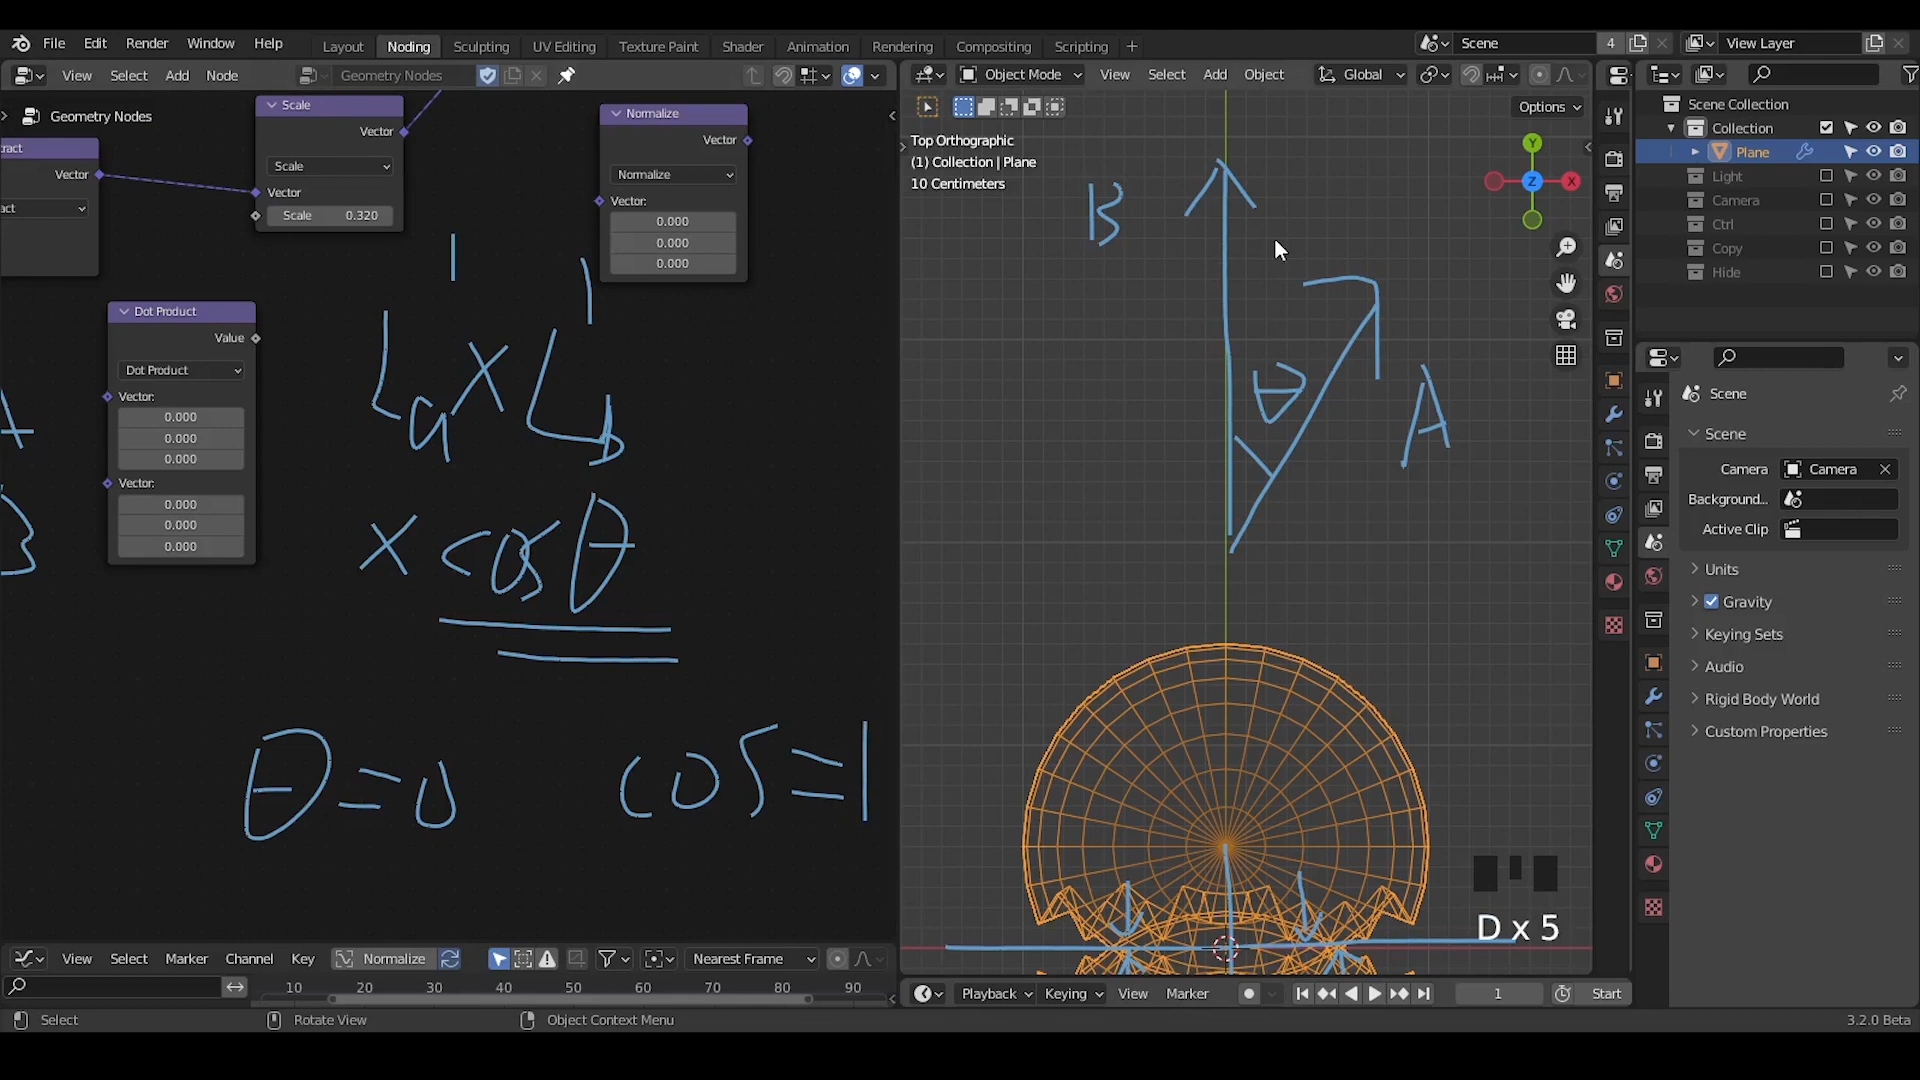 File Edit Render Window Help
Layout Noding Sculpting UV Editing Texture Paint Shader Animation Rendering Compositing Scripting +
Scene 4 View Layer
View Select Add Node Geometry Nodes
Object Mode View Select Add Object Global
Options
Geometry Nodes
ract
Vector
act
Scale
Vector
Scale
Vector
Scale 0.320
Normalize
Vector
Normalize
Vector:
0.000
0.000
0.000
Dot Product
Value
Dot Product
Vector:
0.000
0.000
0.000
Vector:
0.000
0.000
0.000
A
B
1 1
La X Lb
x cos θ
θ=0 cos=1
Top Orthographic
(1) Collection | Plane
10 Centimeters
B
θ
A
Y
Z X
D x 5
Scene Collection
Collection
Plane
Light
Camera
Ctrl
Copy
Hide
Scene
Scene
Camera Camera
Background...
Active Clip
Units
Gravity
Keying Sets
Audio
Rigid Body World
Custom Properties
View Select Marker Channel Key Normalize Nearest Frame
10 20 30 40 50 60 70 80 90
Playback Keying View Marker 1 Start
Select Rotate View Object Context Menu 3.2.0 Beta